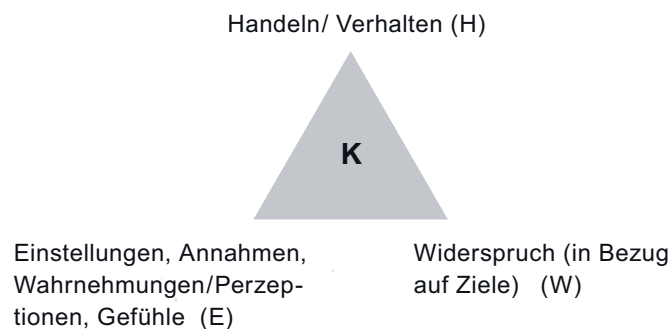 Handeln/ Verhalten (H)
K
Einstellungen, Annahmen,
Wahrnehmungen/Perzep-
tionen, Gefühle (E)
Widerspruch (in Bezug
auf Ziele) (W)